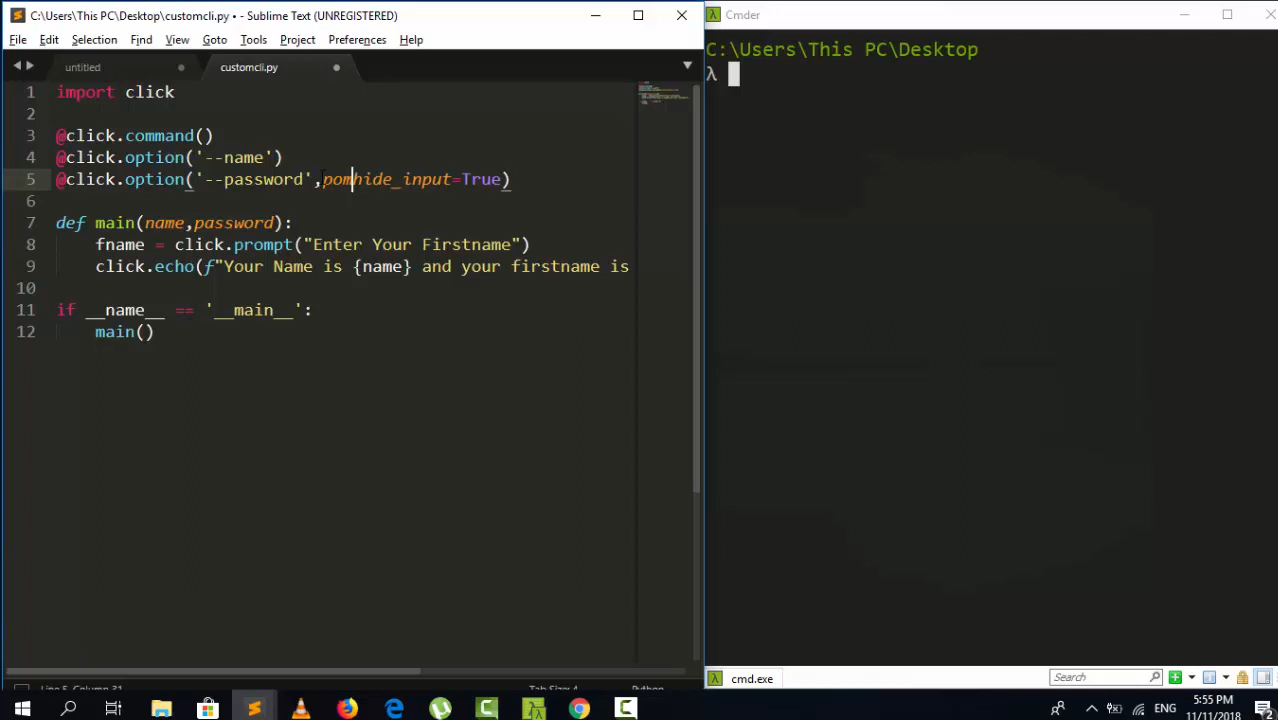 C:\Users\This PC\Desktop\customcli.py • - Sublime Text (UNREGISTERED)
File Edit Selection Find View Goto Tools Project Preferences Help
untitled
customcli.py
1 import click
2
3 @click.command()
4 @click.option('--name')
5 @click.option('--password',pomhide_input=True)
6
7 def main(name,password):
8 fname = click.prompt("Enter Your Firstname")
9 click.echo(f"Your Name is {name} and your firstname is
10
11 if __name__ == '__main__':
12 main()
Line 5, Column 31
Tab Size: 4
Python
Cmder
C:\Users\This PC\Desktop
λ
cmd.exe
Search
ENG
5:55 PM
11/11/2018
2